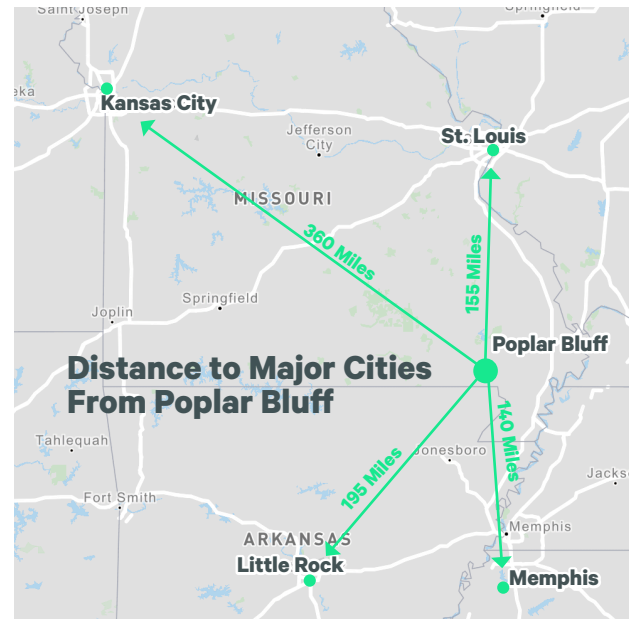 Saint Joseph
Springfield
eka
Kansas City
Jefferson
City
St. Louis
MISSOURI
360 Miles
155 Miles
Springfield
Joplin
Poplar Bluff
Distance to Major Cities
From Poplar Bluff
140 Miles
Tahlequah
Jonesboro
195 Miles
Jackso
Fort Smith
Memphis
ARKANSAS
Little Rock
Memphis